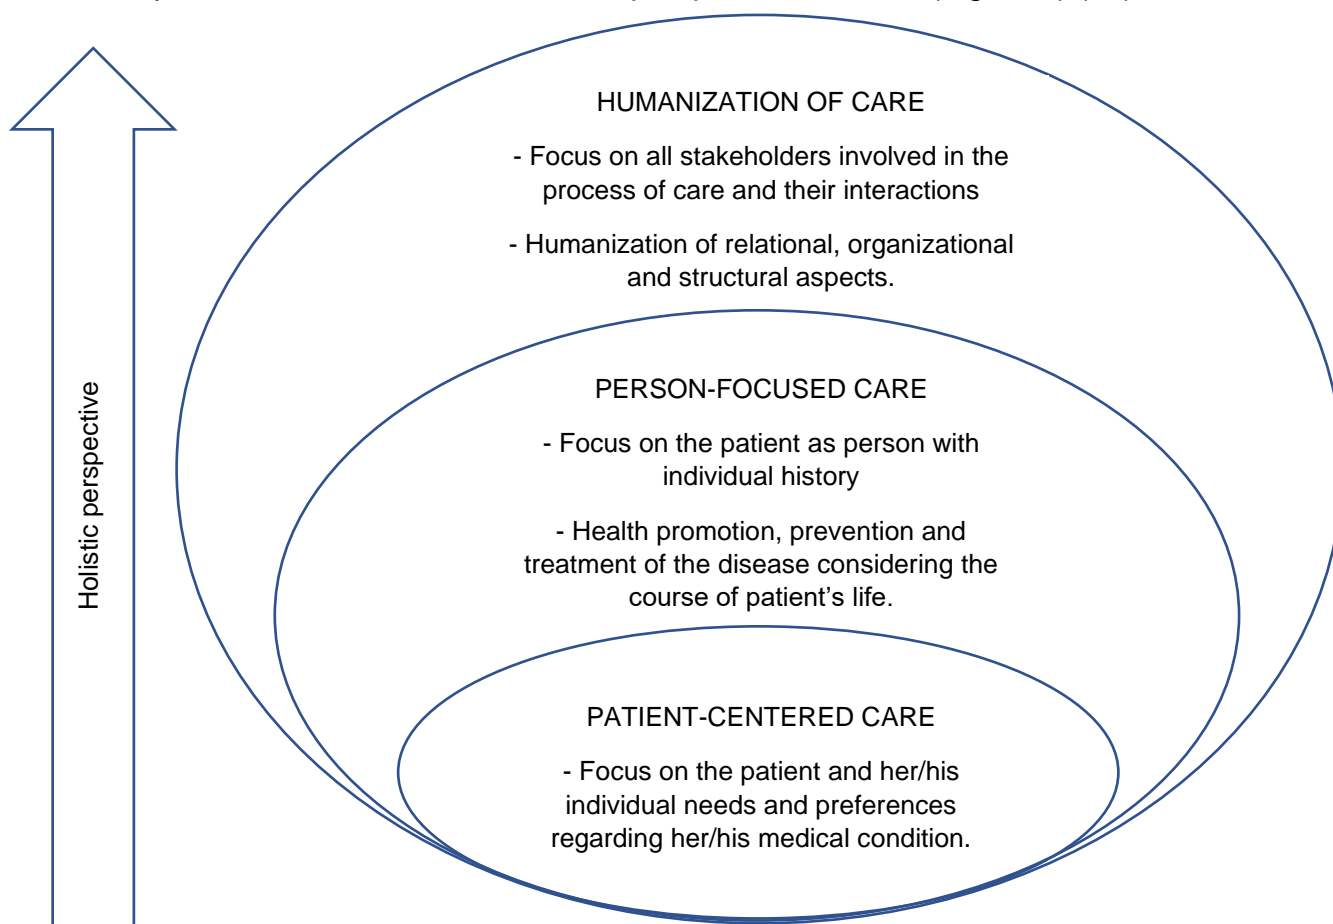 HUMANIZATION OF CARE
- Focus on all stakeholders involved in the
process of care and their interactions
- Humanization of relational, organizational
and structural aspects.
Holistic perspective
PERSON-FOCUSED CARE
- Focus on the patient as person with
individual history
- Health promotion, prevention and
treatment of the disease considering the
course of patient’s life.
PATIENT-CENTERED CARE
- Focus on the patient and her/his
individual needs and preferences
regarding her/his medical condition.